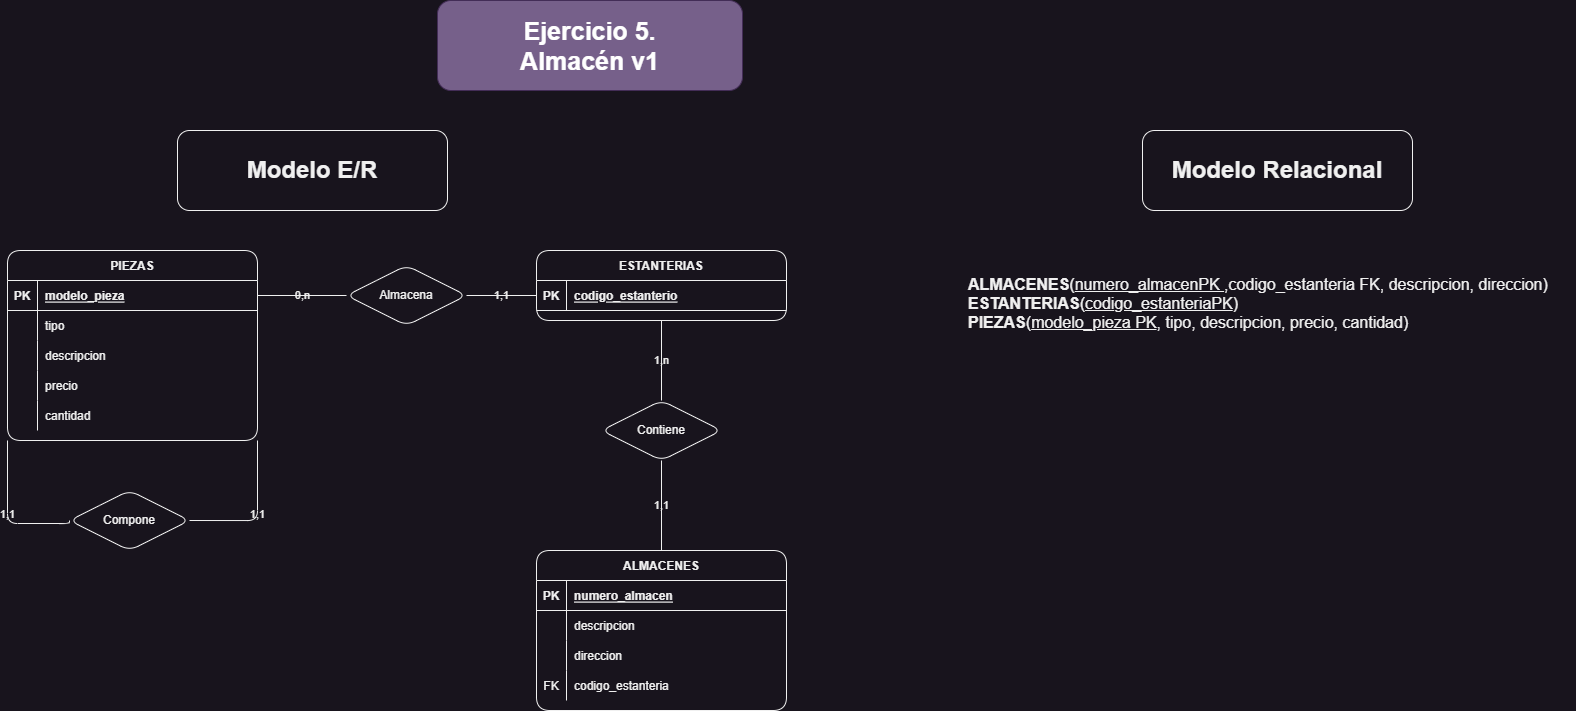 Ejercicio 5.
Almacén v1
Modelo E/R
Modelo Relacional
PIEZAS
PK modelo_pieza
tipo
descripcion
precio
cantidad
0,n
Almacena
1,1
ESTANTERIAS
PK codigo_estanterio
1,n
Contiene
1,1
1,1
Compone
1,1
ALMACENES
PK numero_almacen
descripcion
direccion
FK codigo_estanteria
ALMACENES(numero_almacenPK ,codigo_estanteria FK, descripcion, direccion)
ESTANTERIAS(codigo_estanteriaPK)
PIEZAS(modelo_pieza PK, tipo, descripcion, precio, cantidad)